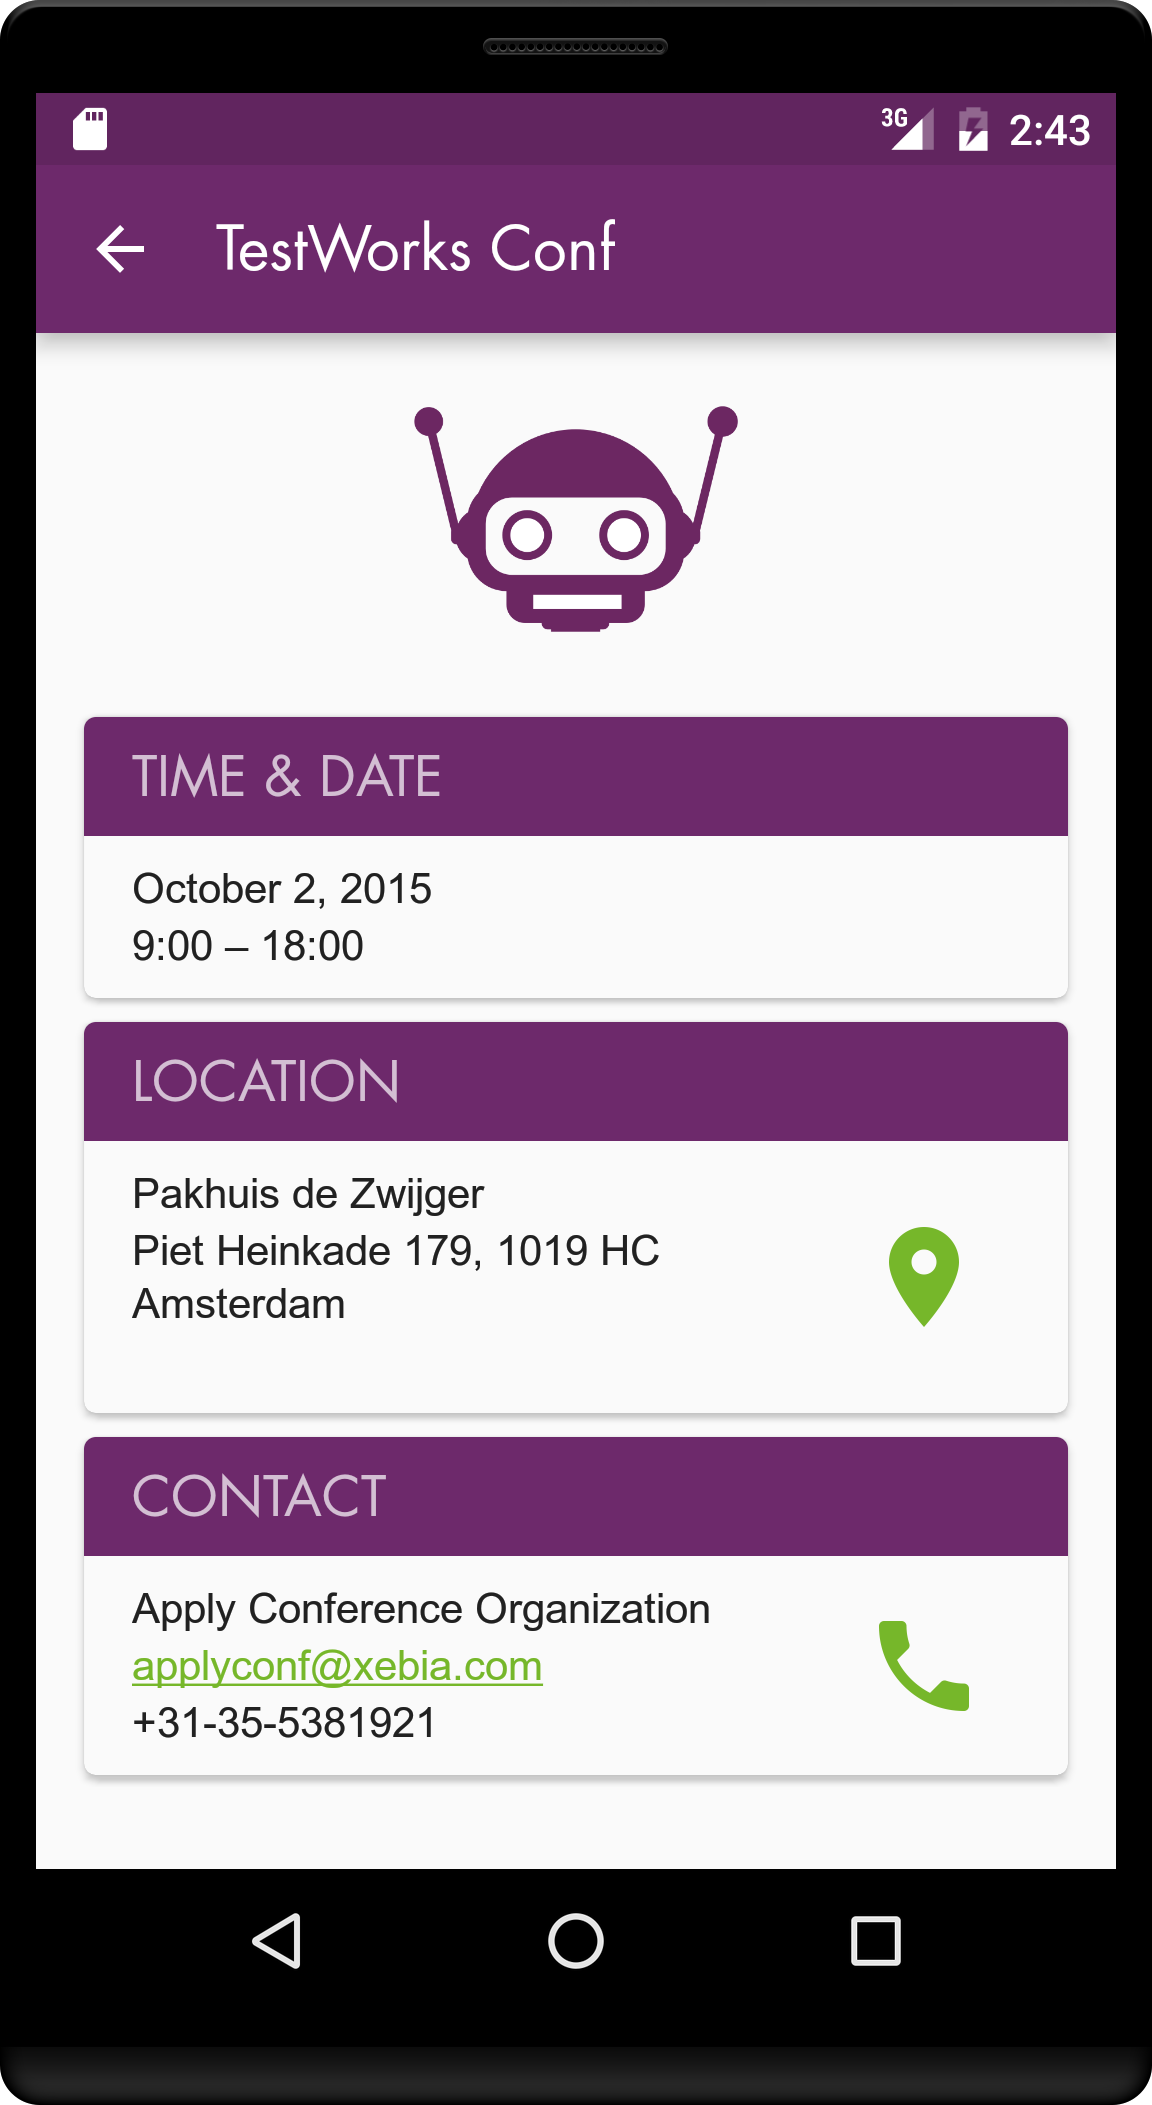 3G 2:43
TestWorks Conf
TIME & DATE
October 2, 2015
9:00 – 18:00
LOCATION
Pakhuis de Zwijger
Piet Heinkade 179, 1019 HC
Amsterdam
CONTACT
Apply Conference Organization
applyconf@xebia.com
+31-35-5381921